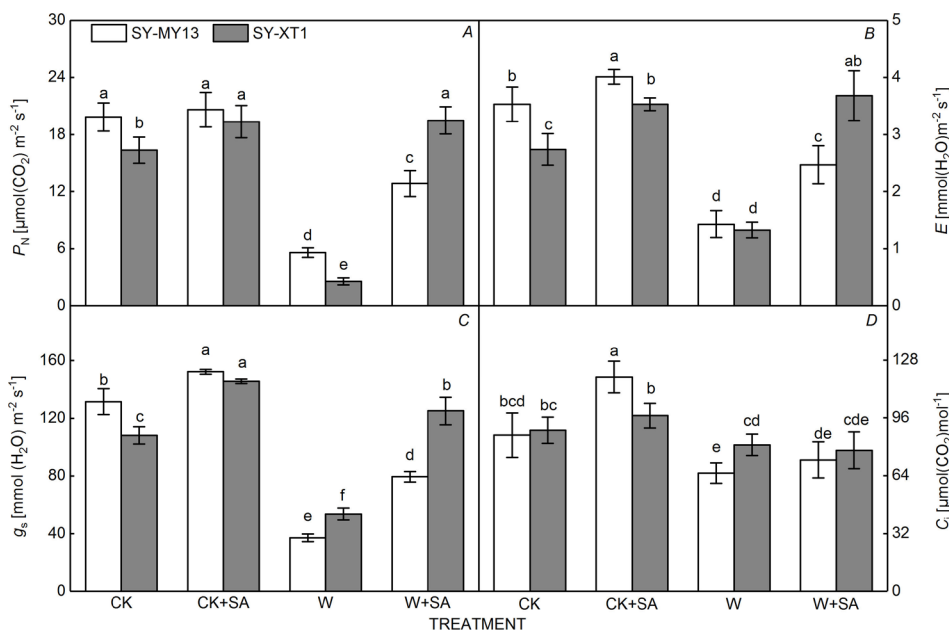 SY-MY13 SY-XT1
A
B
30
24
18
12
6
0
P_N [µmol(CO₂) m⁻² s⁻¹]
a b a a d e c a
5
4
3
2
1
0
E [mmol(H₂O)m⁻² s⁻¹]
b c a b d d c ab
C
D
160
120
80
40
0
g_s [mmol (H₂O) m⁻² s⁻¹]
b c a a e f d b
128
96
64
32
0
C_i [µmol(CO₂)mol⁻¹]
bcd bc a b e cd de cde
CK CK+SA W W+SA CK CK+SA W W+SA
TREATMENT